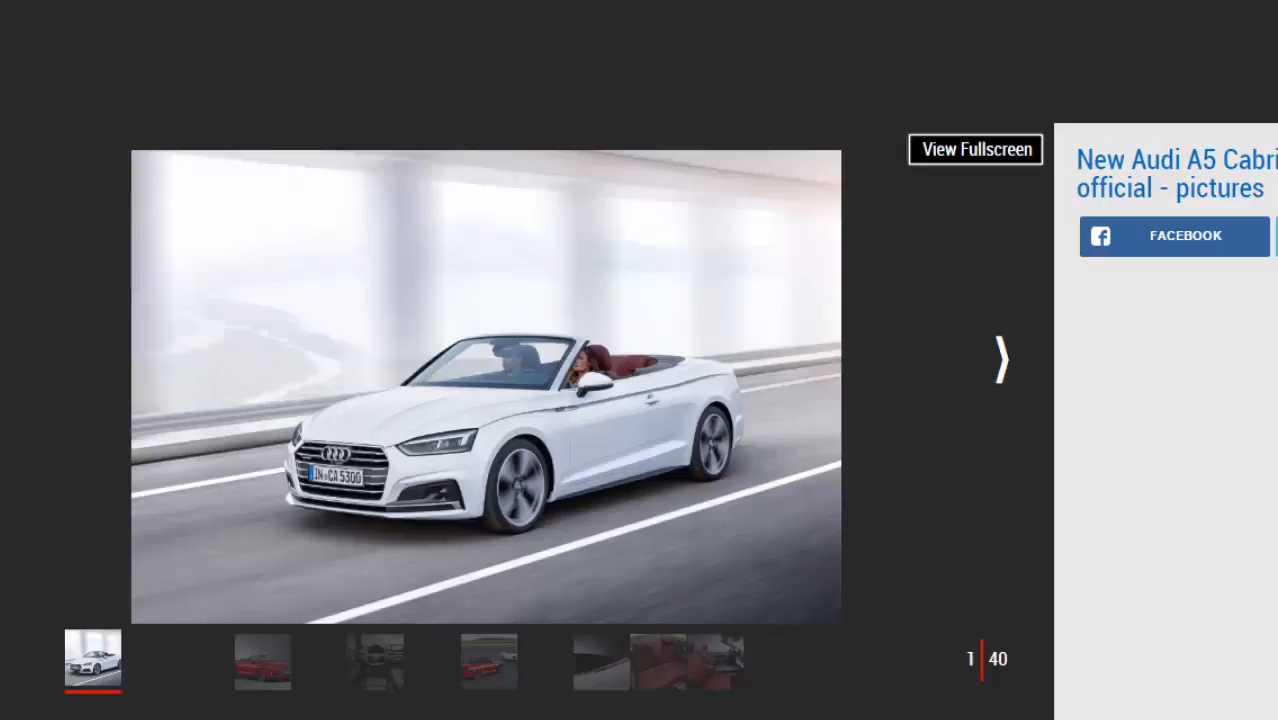 View Fullscreen
New Audi A5 Cabri
official - pictures
FACEBOOK
IN CA 5300
1 40